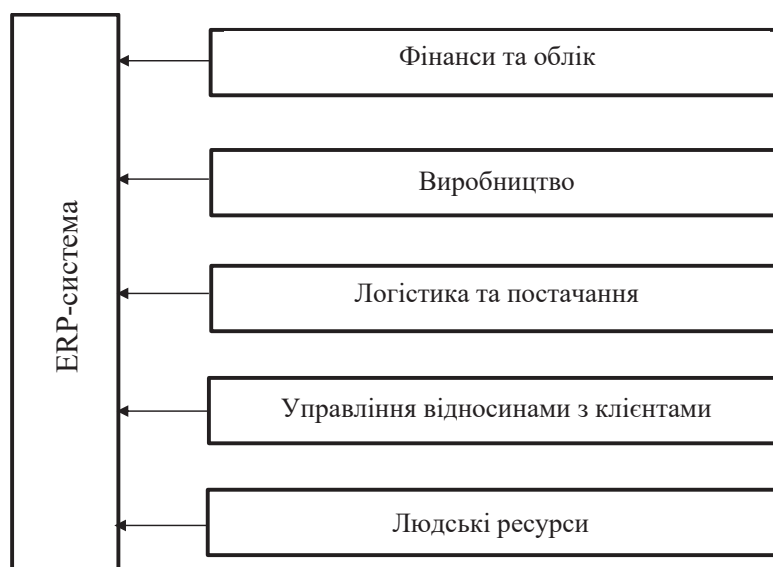 ERP-система
Фінанси та облік
Виробництво
Логістика та постачання
Управління відносинами з клієнтами
Людські ресурси